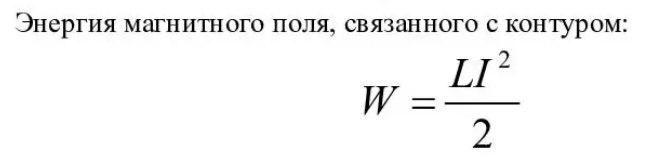 Энергия магнитного поля, связанного с контуром:
W = LI² / 2